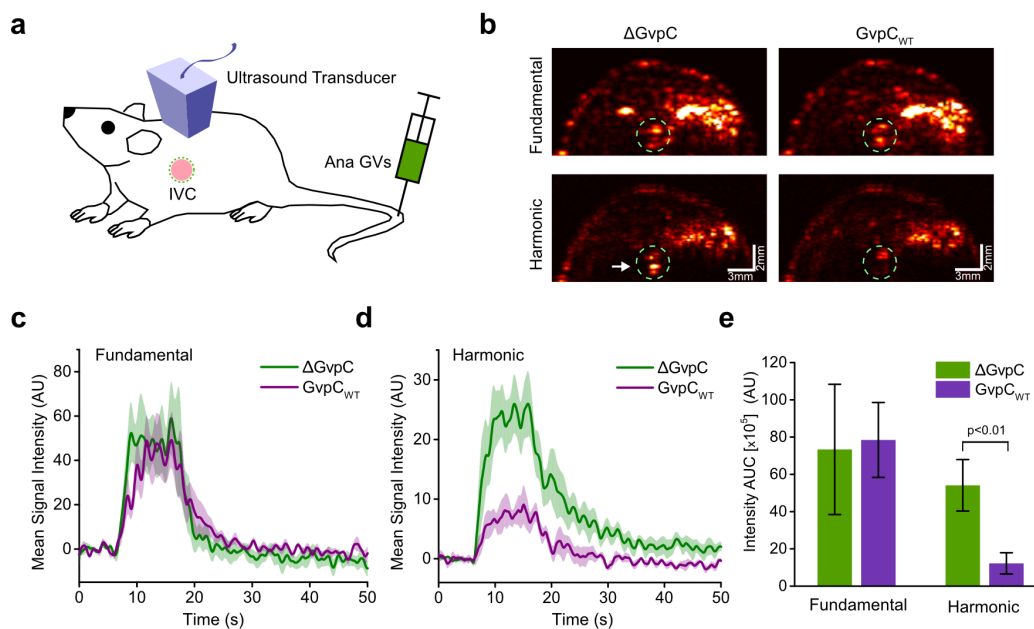 a
Ultrasound Transducer
Ana GVs
IVC
b
ΔGvpC
GvpC_WT
Fundamental
Harmonic
3mm
2mm
3mm
2mm
c
Fundamental
ΔGvpC
GvpC_WT
Mean Signal Intensity (AU)
80
60
40
20
0
0
10
20
30
40
50
Time (s)
d
Harmonic
ΔGvpC
GvpC_WT
Mean Signal Intensity (AU)
30
20
10
0
0
10
20
30
40
50
Time (s)
e
ΔGvpC
GvpC_WT
p<0.01
Intensity AUC [x10⁵] (AU)
120
100
80
60
40
20
0
Fundamental
Harmonic